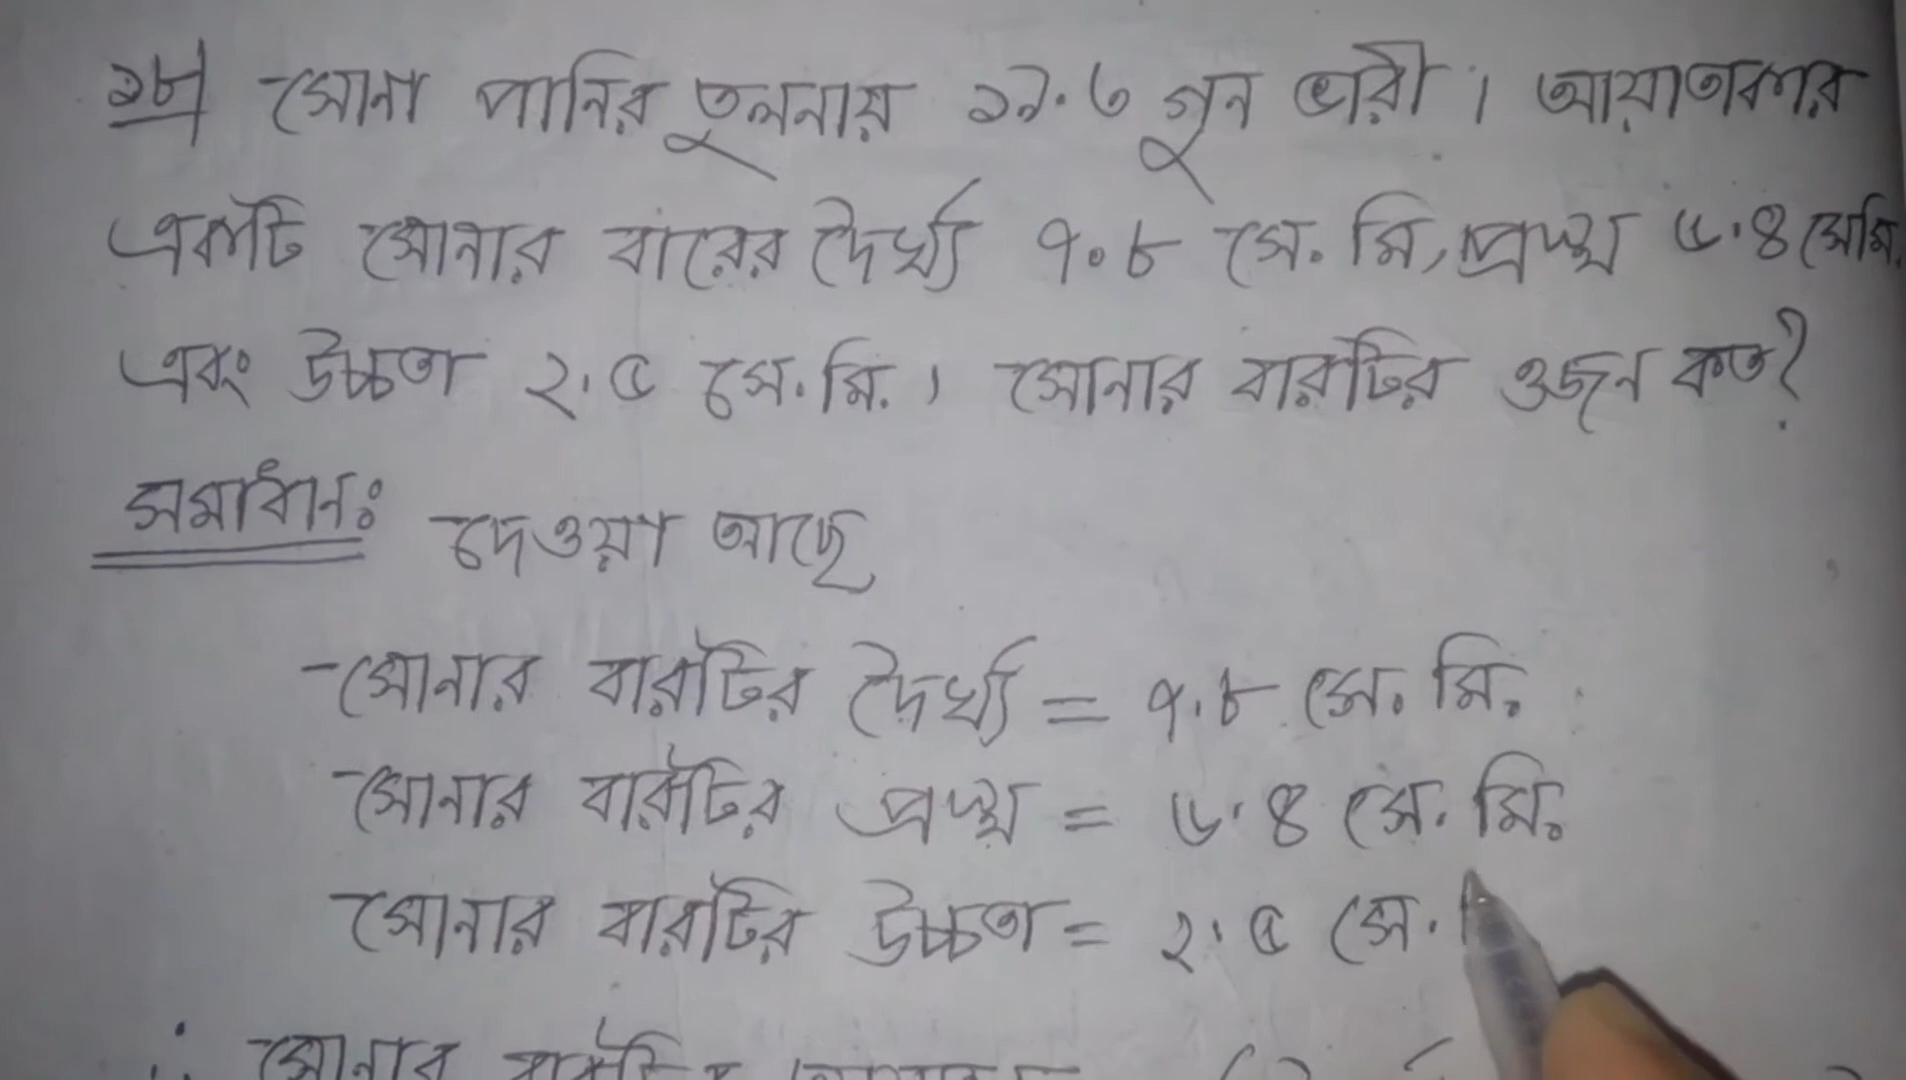 ১৮| সোনা পানির তুলনায় ১৯.৩ গুন ভারী। আয়াতাকার
একটি সোনার বারের দৈর্ঘ্য ৭.৮ সে. মি, প্রস্থ ৬.৪ সেমি.
এবং উচ্চতা ২.৫ সে. মি.। সোনার বারটির ওজন কত?
সমাধানঃ দেওয়া আছে
সোনার বারটির দৈর্ঘ্য = ৭.৮ সে. মি.
সোনার বারটির প্রস্থ = ৬.৪ সে. মি.
সোনার বারটির উচ্চতা = ২.৫ সে.
∴ সোনার বারটির